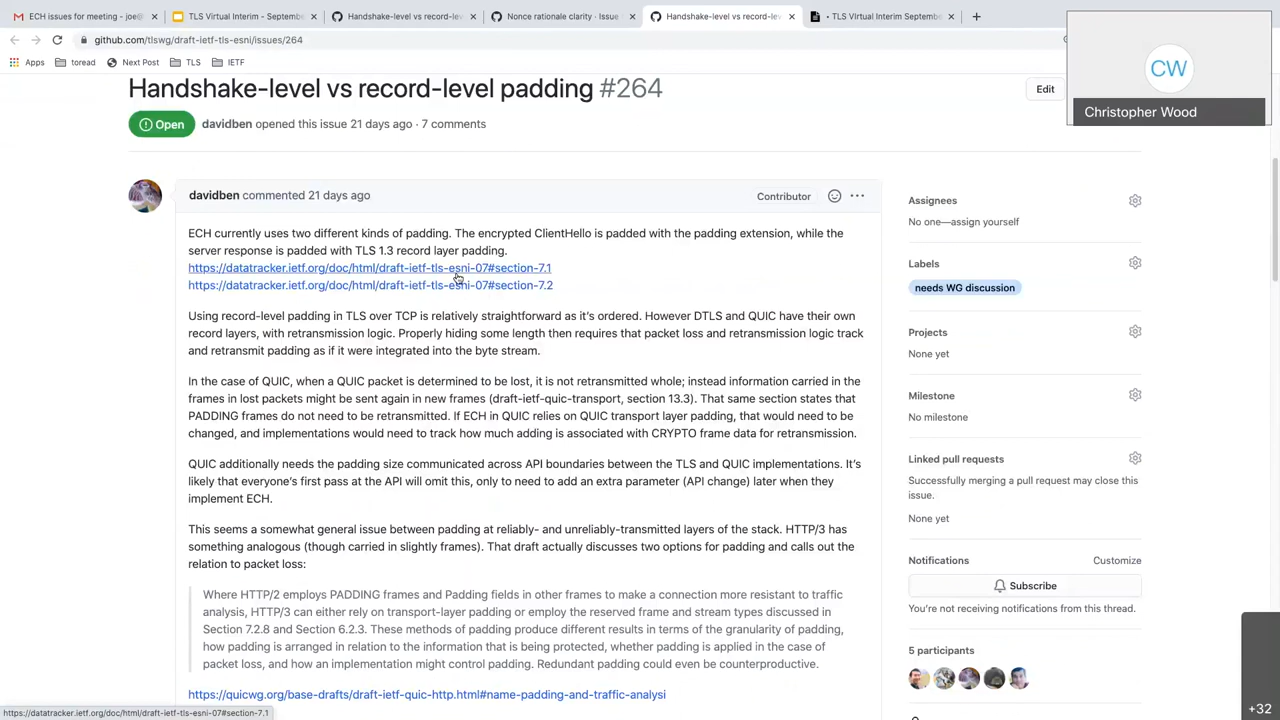 ECH issues for meeting - joe@
TLS Virtual Interim - Septembe
Handshake-level vs record-lev
Nonce rationale clarity · Issue
Handshake-level vs record-lev
• TLS Virtual Interim Septembe
github.com/tlswg/draft-ietf-tls-esni/issues/264
Apps
toread
Next Post
TLS
IETF
CW
Christopher Wood
Handshake-level vs record-level padding #264
Edit
Open
davidben opened this issue 21 days ago · 7 comments
davidben commented 21 days ago
Contributor
ECH currently uses two different kinds of padding. The encrypted ClientHello is padded with the padding extension, while the
server response is padded with TLS 1.3 record layer padding.
https://datatracker.ietf.org/doc/html/draft-ietf-tls-esni-07#section-7.1
https://datatracker.ietf.org/doc/html/draft-ietf-tls-esni-07#section-7.2
Using record-level padding in TLS over TCP is relatively straightforward as it's ordered. However DTLS and QUIC have their own
record layers, with retransmission logic. Properly hiding some length then requires that packet loss and retransmission logic track
and retransmit padding as if it were integrated into the byte stream.
In the case of QUIC, when a QUIC packet is determined to be lost, it is not retransmitted whole; instead information carried in the
frames in lost packets might be sent again in new frames (draft-ietf-quic-transport, section 13.3). That same section states that
PADDING frames do not need to be retransmitted. If ECH in QUIC relies on QUIC transport layer padding, that would need to be
changed, and implementations would need to track how much adding is associated with CRYPTO frame data for retransmission.
QUIC additionally needs the padding size communicated across API boundaries between the TLS and QUIC implementations. It's
likely that everyone's first pass at the API will omit this, only to need to add an extra parameter (API change) later when they
implement ECH.
This seems a somewhat general issue between padding at reliably- and unreliably-transmitted layers of the stack. HTTP/3 has
something analogous (though carried in slightly frames). That draft actually discusses two options for padding and calls out the
relation to packet loss:
Where HTTP/2 employs PADDING frames and Padding fields in other frames to make a connection more resistant to traffic
analysis, HTTP/3 can either rely on transport-layer padding or employ the reserved frame and stream types discussed in
Section 7.2.8 and Section 6.2.3. These methods of padding produce different results in terms of the granularity of padding,
how padding is arranged in relation to the information that is being protected, whether padding is applied in the case of
packet loss, and how an implementation might control padding. Redundant padding could even be counterproductive.
https://quicwg.org/base-drafts/draft-ietf-quic-http.html#name-padding-and-traffic-analysi
Assignees
No one—assign yourself
Labels
needs WG discussion
Projects
None yet
Milestone
No milestone
Linked pull requests
Successfully merging a pull request may close this
issue.
None yet
Notifications
Customize
Subscribe
You're not receiving notifications from this thread.
5 participants
+32
https://datatracker.ietf.org/doc/html/draft-ietf-tls-esni-07#section-7.1